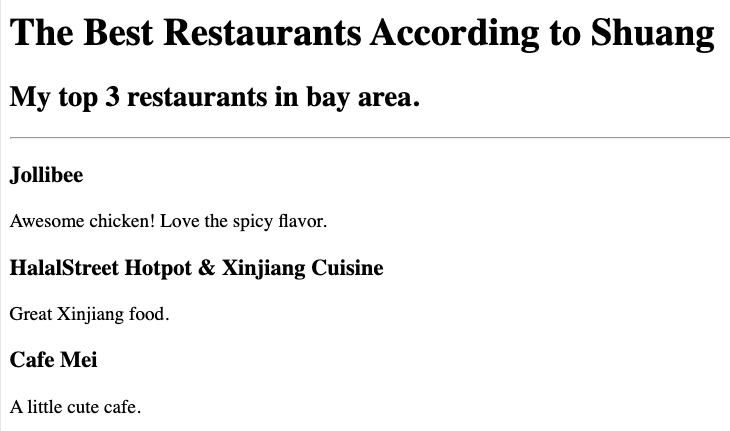 The Best Restaurants According to Shuang
My top 3 restaurants in bay area.
Jollibee
Awesome chicken! Love the spicy flavor.
HalalStreet Hotpot & Xinjiang Cuisine
Great Xinjiang food.
Cafe Mei
A little cute cafe.